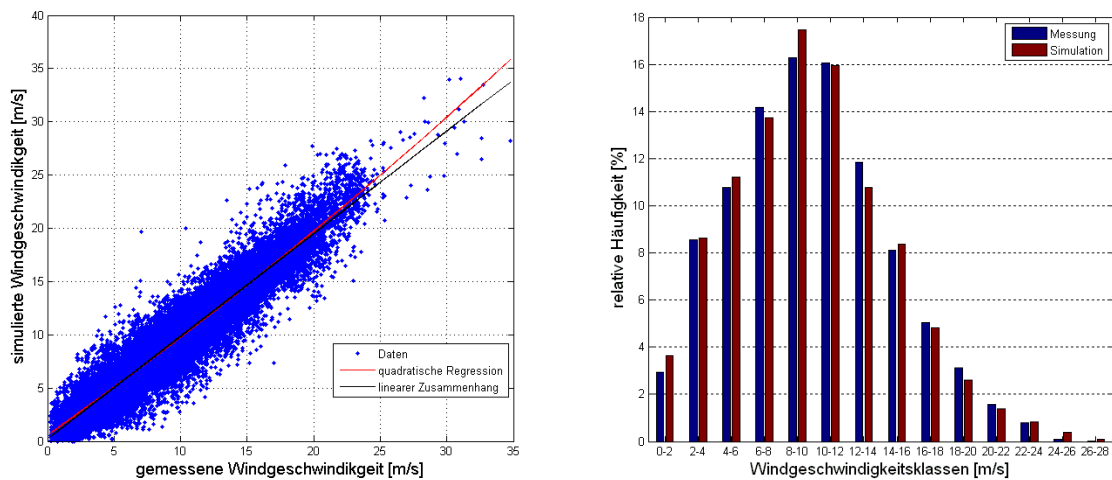 40
35
30
25
20
15
10
5
0
simulierte Windgeschwindikgeit [m/s]
Daten
quadratische Regression
linearer Zusammenhang
0 5 10 15 20 25 30 35
gemessene Windgeschwindikgeit [m/s]
18
16
14
12
10
8
6
4
2
0
relative Häufigkeit [%]
Messung
Simulation
0-2 2-4 4-6 6-8 8-10 10-12 12-14 14-16 16-18 18-20 20-22 22-24 24-26 26-28
Windgeschwindigkeitsklassen [m/s]